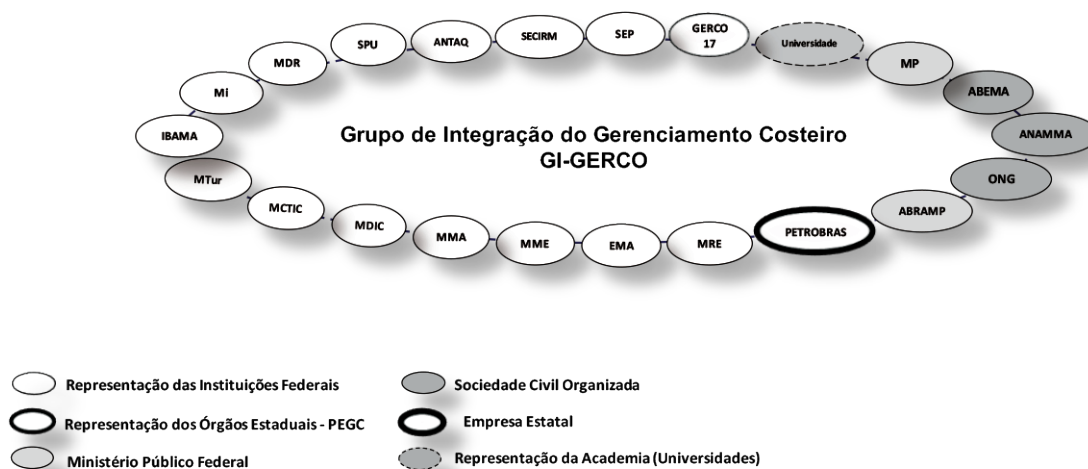 SPU
ANTAQ
SECIRM
SEP
GERCO
17
Universidade
MDR
MP
Mi
ABEMA
IBAMA
ANAMMA
Grupo de Integração do Gerenciamento Costeiro
GI-GERCO
MTur
ONG
MCTIC
ABRAMP
MDIC
MMA
MME
EMA
MRE
PETROBRAS
Representação das Instituições Federais
Representação dos Órgãos Estaduais - PEGC
Ministério Público Federal
Sociedade Civil Organizada
Empresa Estatal
Representação da Academia (Universidades)